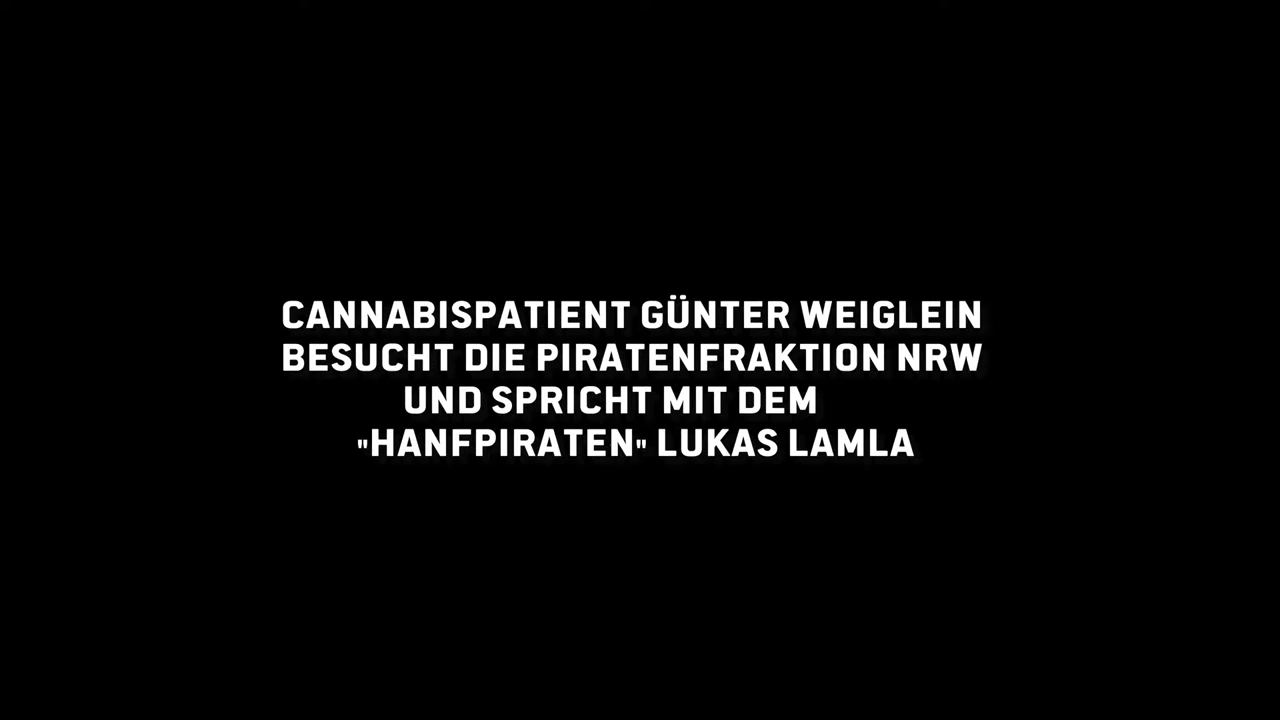 CANNABISPATIENT GÜNTER WEIGLEIN
BESUCHT DIE PIRATENFRAKTION NRW
UND SPRICHT MIT DEM
"HANFPIRATEN" LUKAS LAMLA